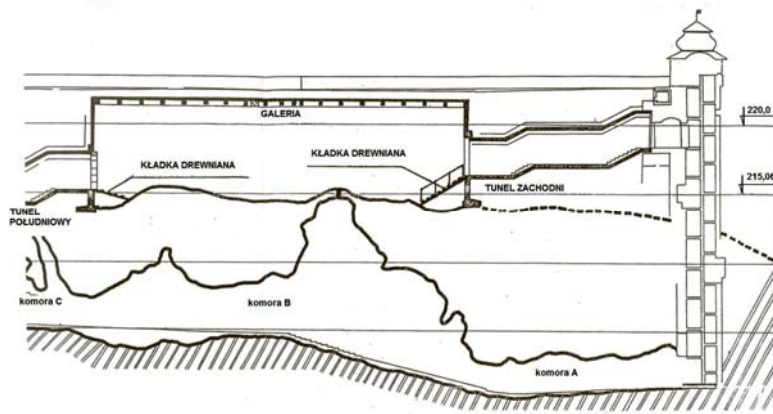 220,0
GALERIA
KŁADKA DREWNIANA
KŁADKA DREWNIANA
215,06
TUNEL ZACHODNI
TUNEL
POŁUDNIOWY
komora C
komora B
komora A